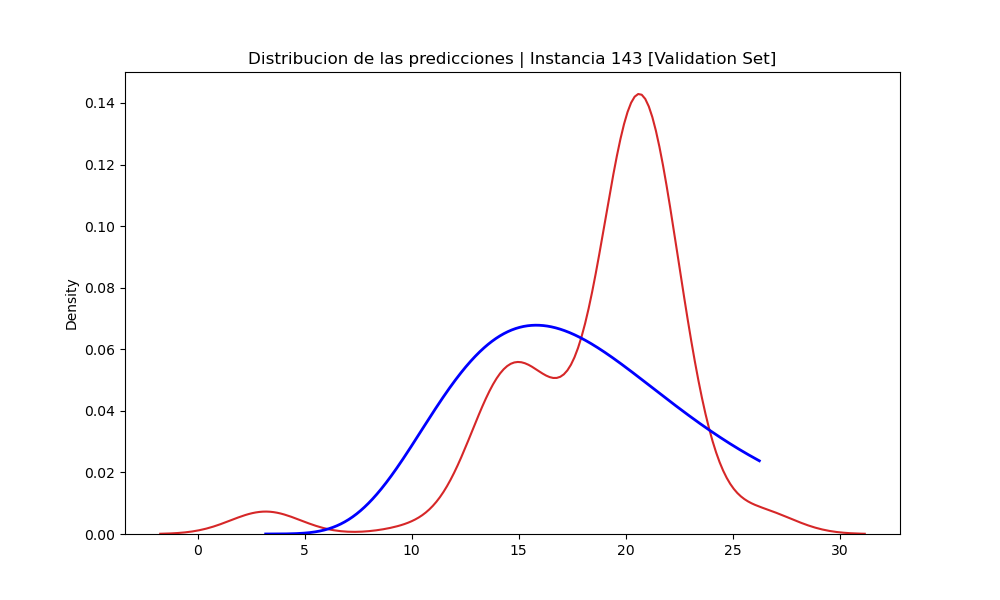 Distribucion de las predicciones | Instancia 143 [Validation Set]
Density
0.14
0.12
0.10
0.08
0.06
0.04
0.02
0.00
0 5 10 15 20 25 30